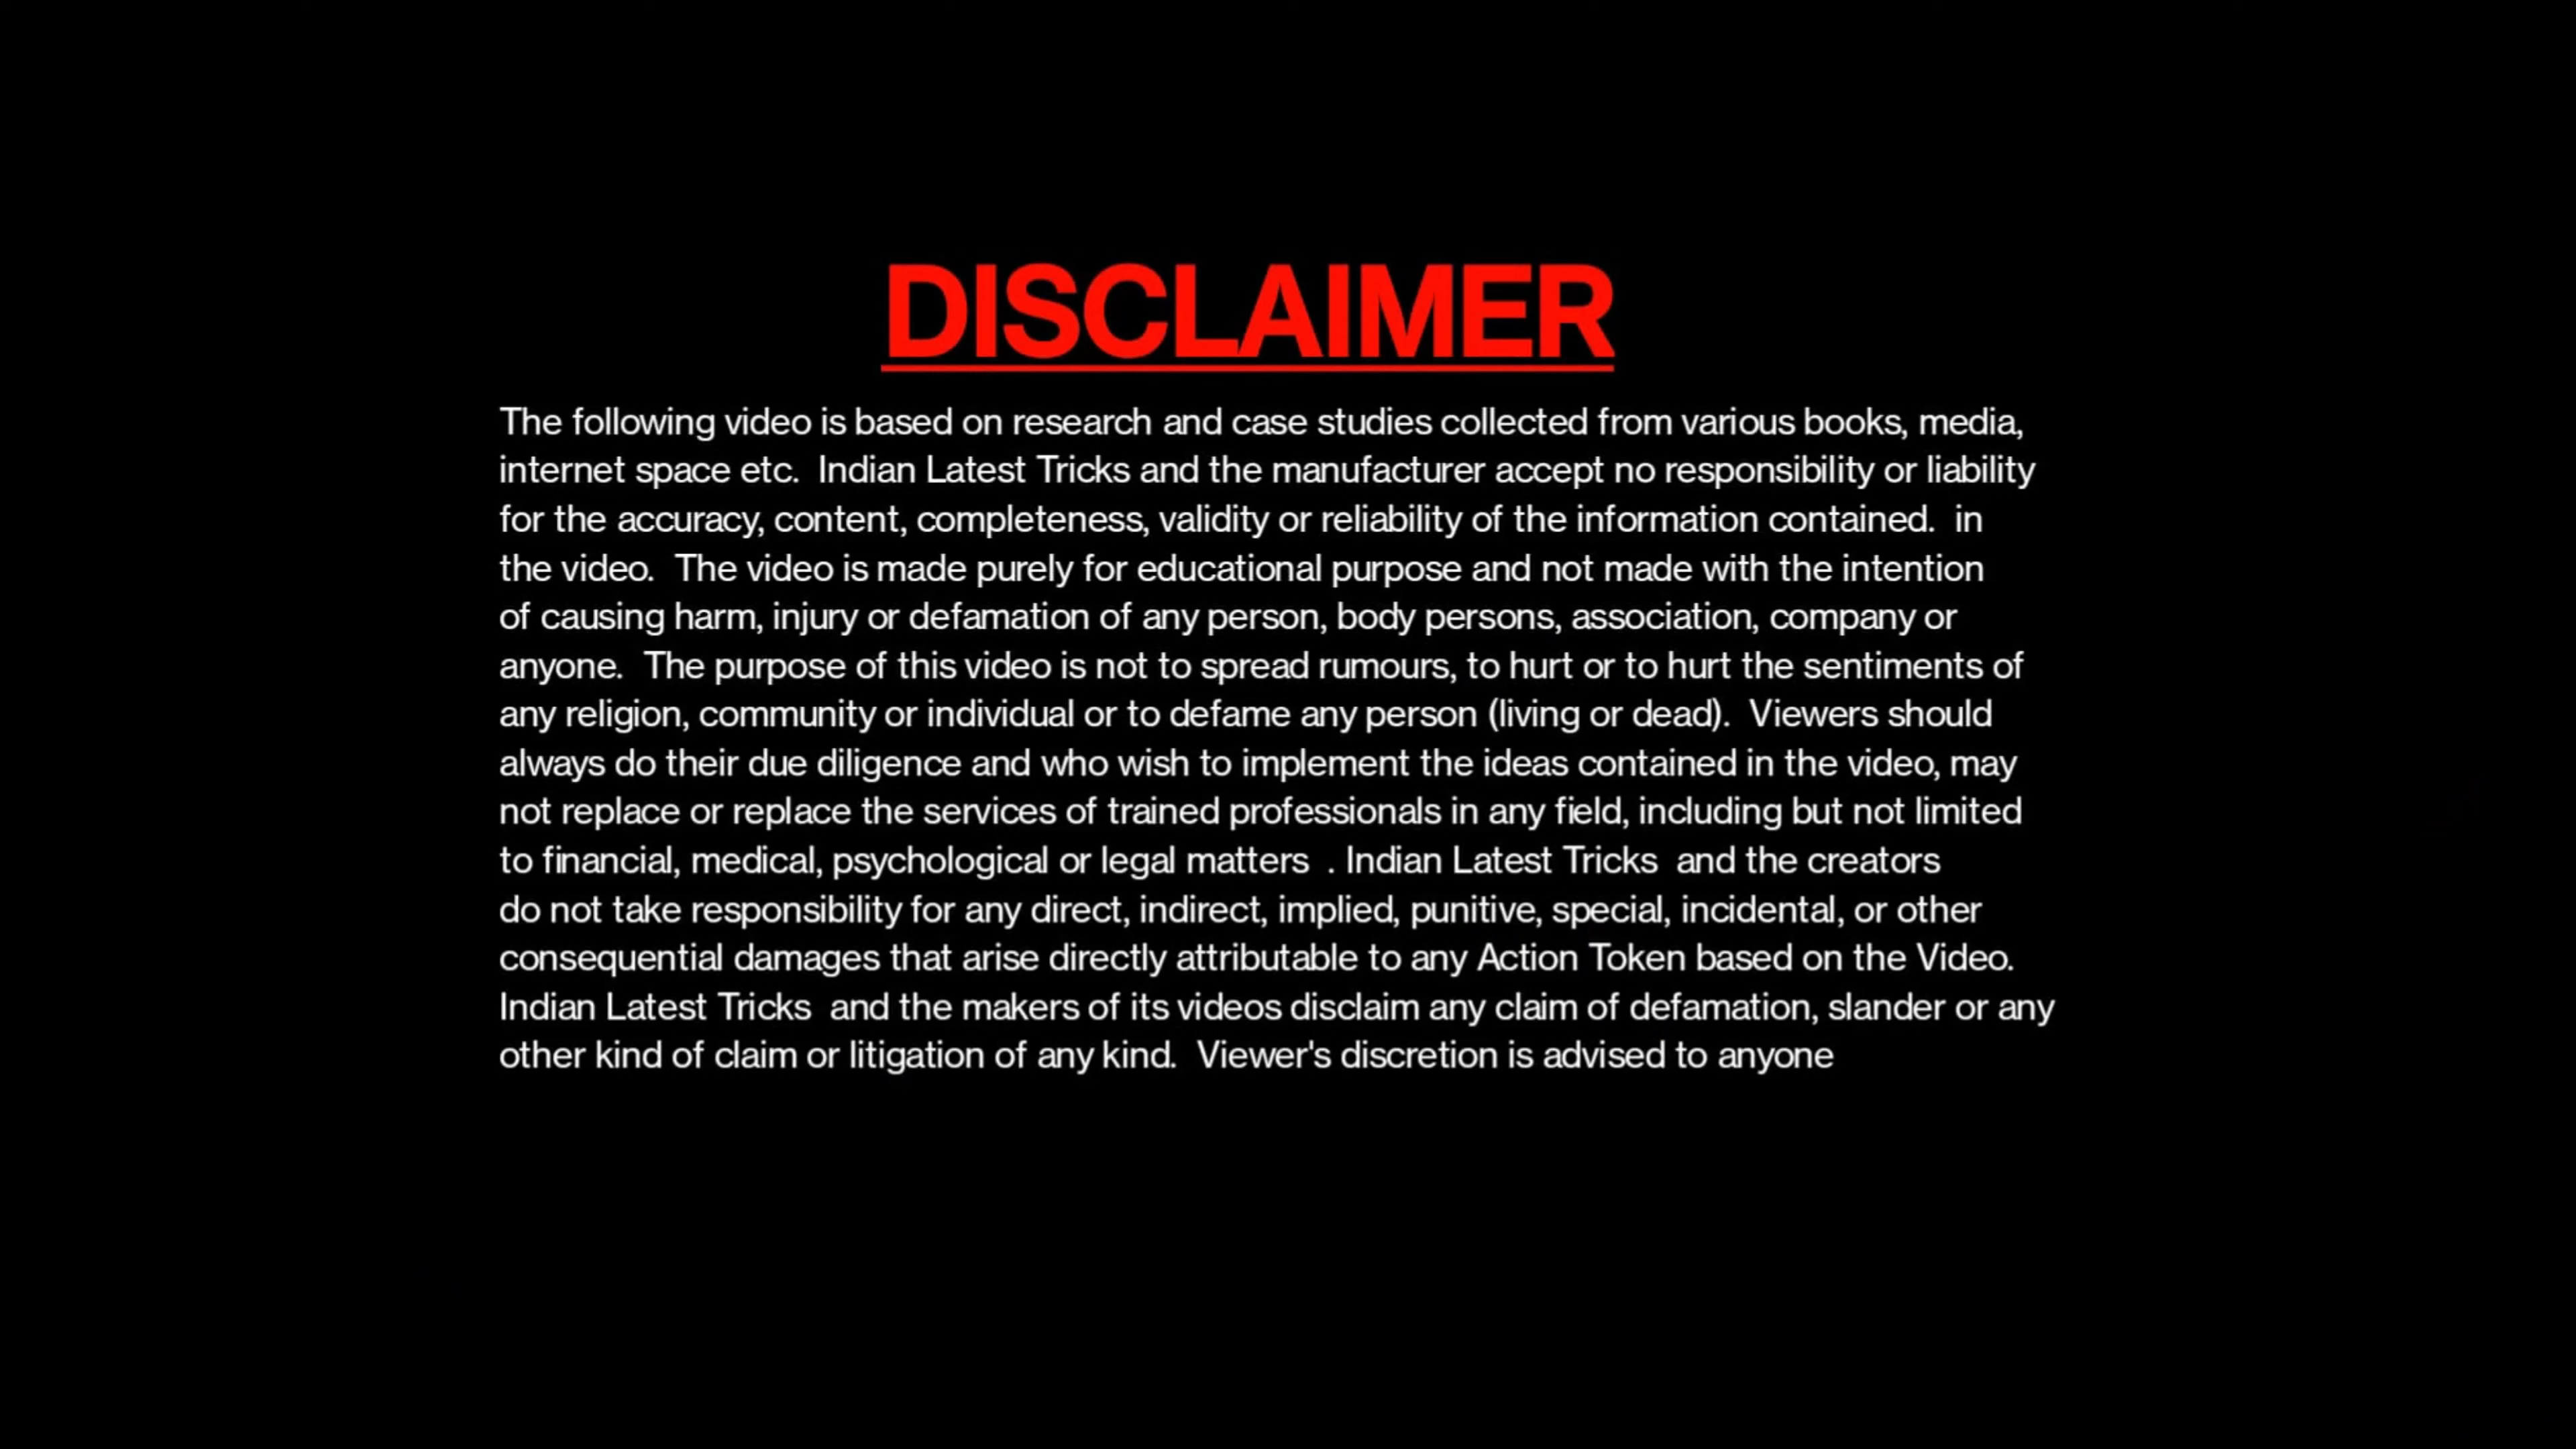 DISCLAIMER
The following video is based on research and case studies collected from various books, media,
internet space etc.  Indian Latest Tricks and the manufacturer accept no responsibility or liability
for the accuracy, content, completeness, validity or reliability of the information contained.  in
the video.  The video is made purely for educational purpose and not made with the intention
of causing harm, injury or defamation of any person, body persons, association, company or
anyone.  The purpose of this video is not to spread rumours, to hurt or to hurt the sentiments of
any religion, community or individual or to defame any person (living or dead).  Viewers should
always do their due diligence and who wish to implement the ideas contained in the video, may
not replace or replace the services of trained professionals in any field, including but not limited
to financial, medical, psychological or legal matters  . Indian Latest Tricks  and the creators
do not take responsibility for any direct, indirect, implied, punitive, special, incidental, or other
consequential damages that arise directly attributable to any Action Token based on the Video.
Indian Latest Tricks  and the makers of its videos disclaim any claim of defamation, slander or any
other kind of claim or litigation of any kind.  Viewer's discretion is advised to anyone